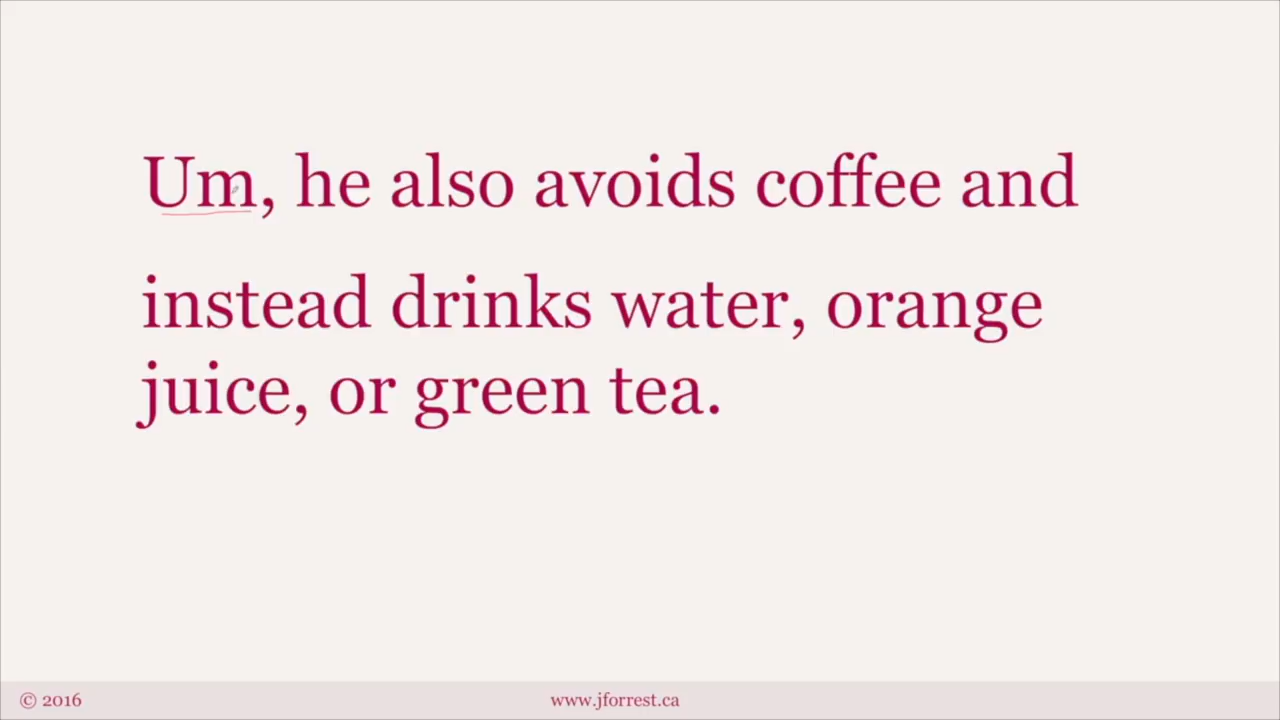 Um, he also avoids coffee and
instead drinks water, orange
juice, or green tea.
© 2016
www.jforrest.ca